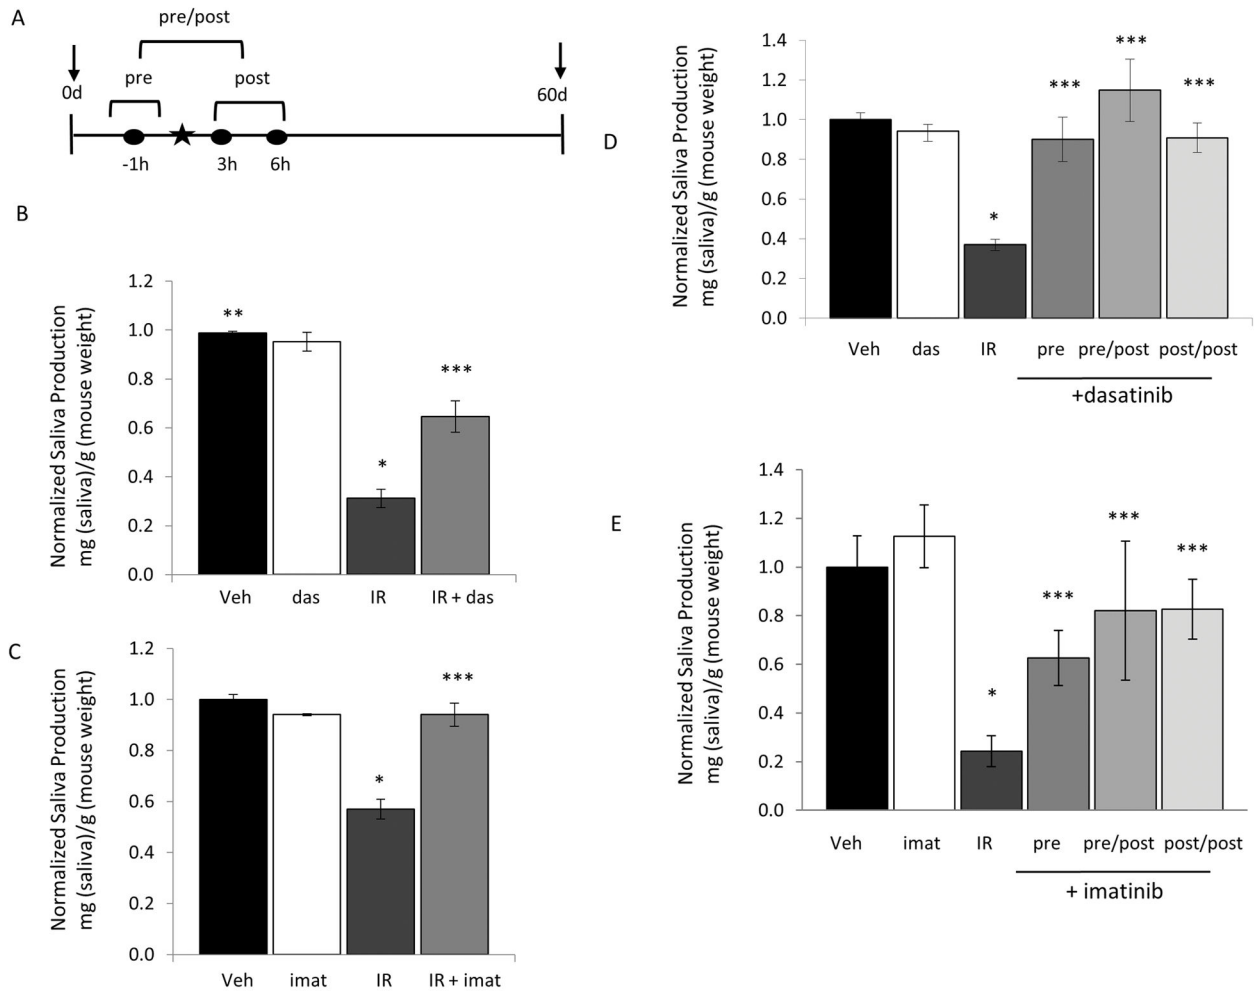 A
pre/post
pre
post
0d
60d
-1h
3h
6h
B
Normalized Saliva Production
mg (saliva)/g (mouse weight)
1.2
1.0
0.8
0.6
0.4
0.2
0.0
**
*
***
Veh
das
IR
IR + das
C
Normalized Saliva Production
mg (saliva)/g (mouse weight)
1.2
1.0
0.8
0.6
0.4
0.2
0.0
*
***
Veh
imat
IR
IR + imat
D
Normalized Saliva Production
mg (saliva)/g (mouse weight)
1.4
1.2
1.0
0.8
0.6
0.4
0.2
0.0
*
***
***
***
Veh
das
IR
pre
pre/post
post/post
+dasatinib
E
Normalized Saliva Production
mg (saliva)/g (mouse weight)
1.4
1.2
1.0
0.8
0.6
0.4
0.2
0.0
*
***
***
***
Veh
imat
IR
pre
pre/post
post/post
+ imatinib